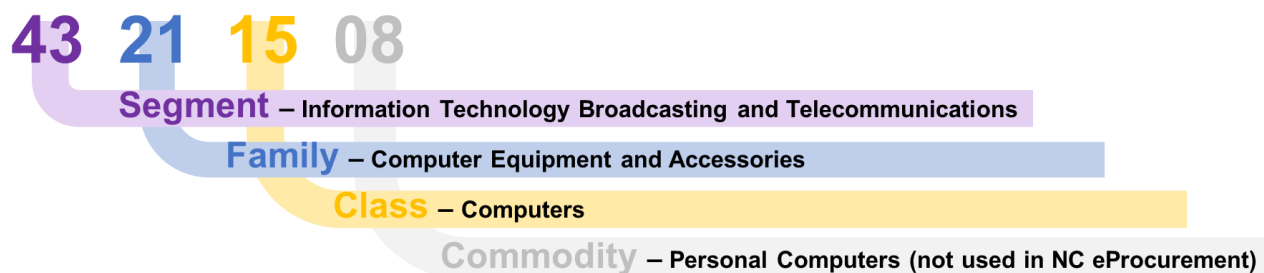 43 21 15 08
Segment – Information Technology Broadcasting and Telecommunications
Family – Computer Equipment and Accessories
Class – Computers
Commodity – Personal Computers (not used in NC eProcurement)